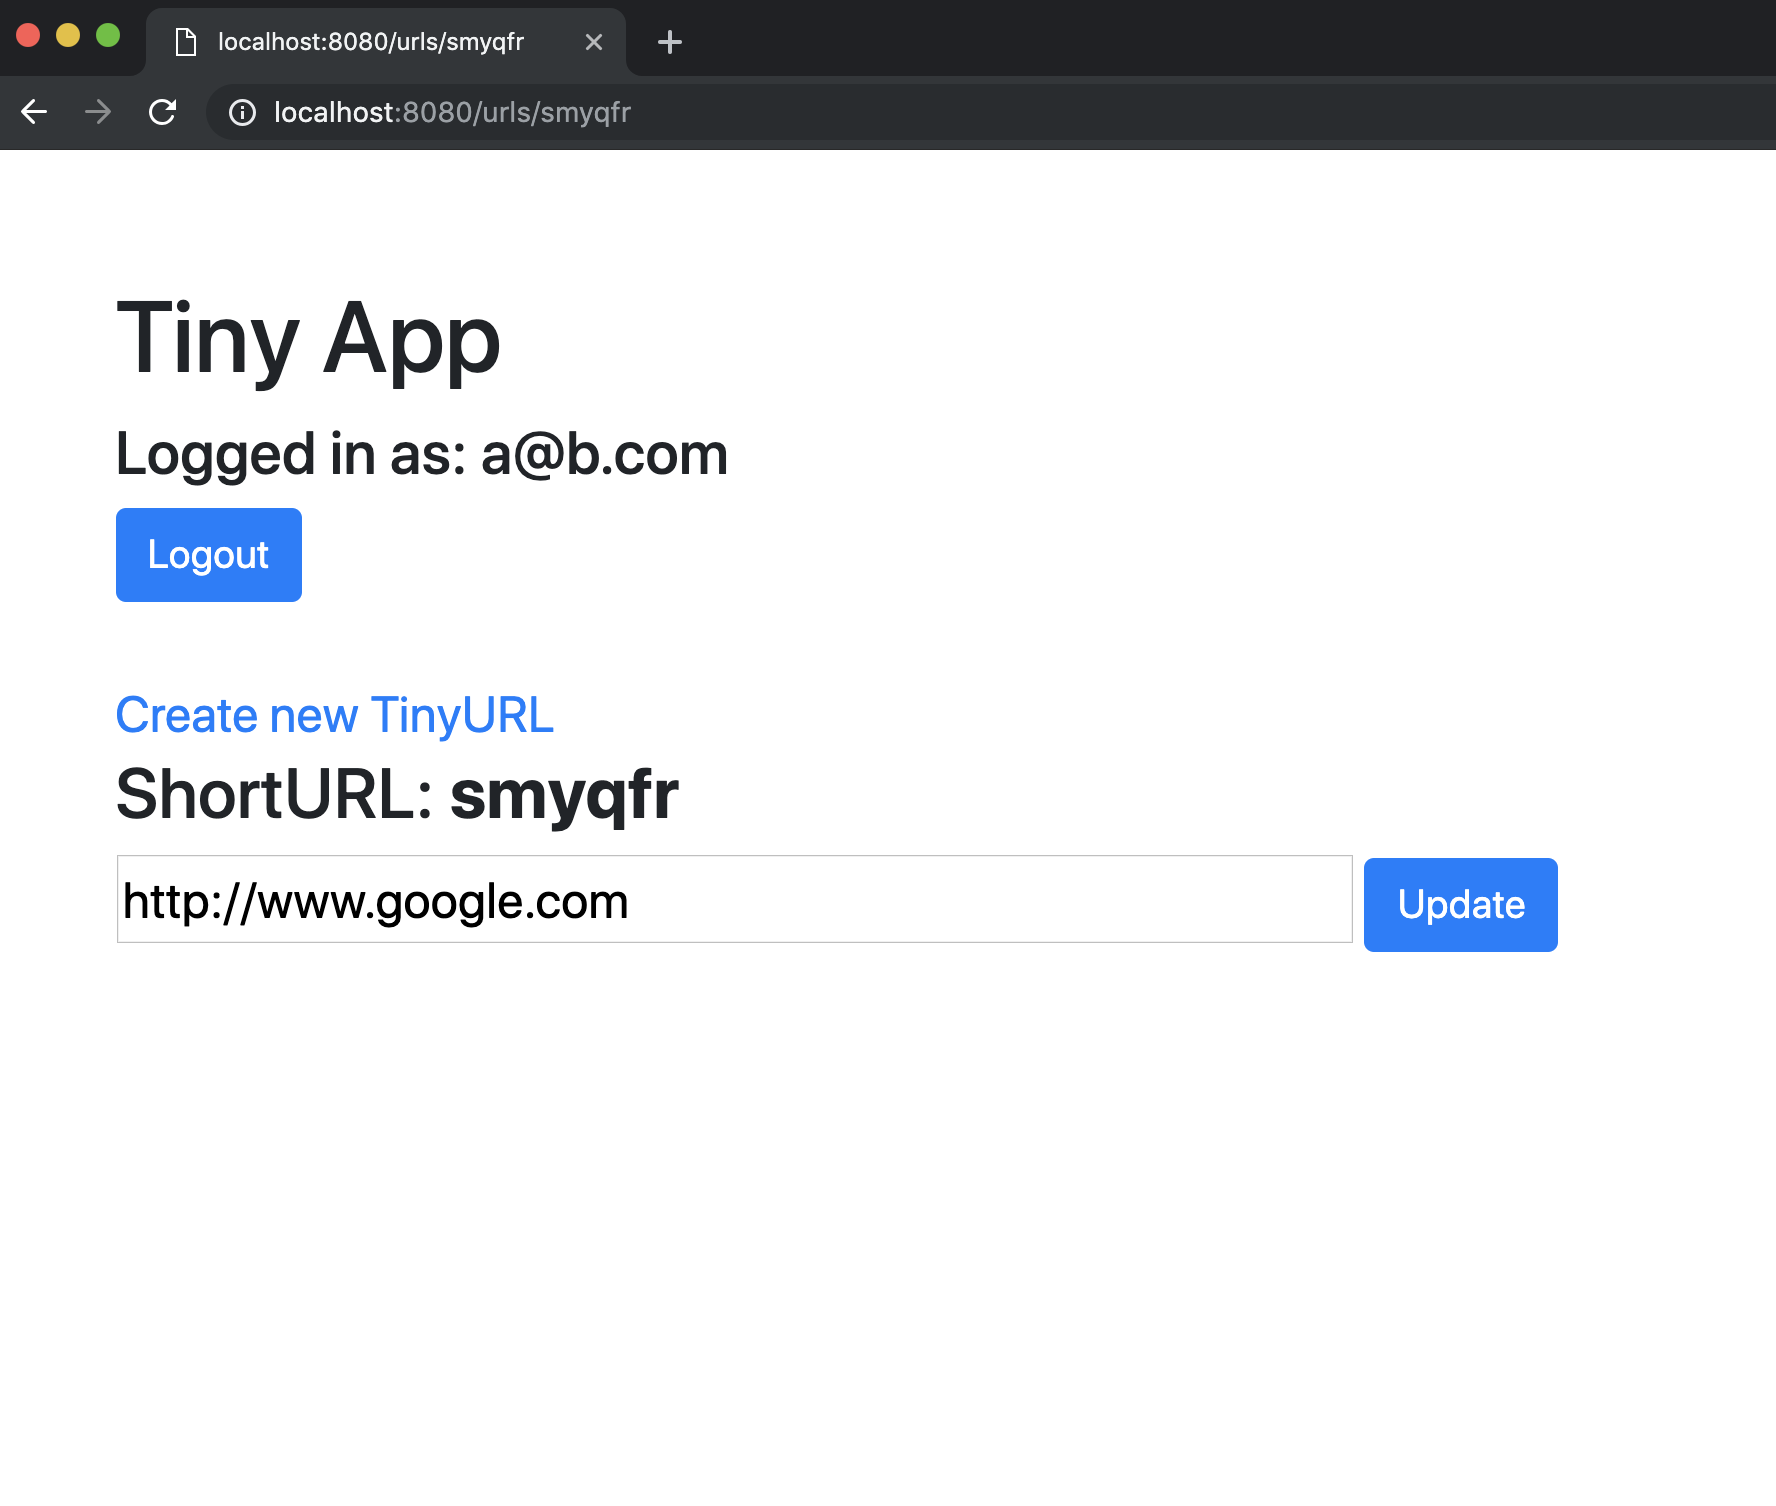 localhost:8080/urls/smyqfr
localhost:8080/urls/smyqfr
Tiny App
Logged in as: a@b.com
Logout
Create new TinyURL
ShortURL: smyqfr
http://www.google.com
Update